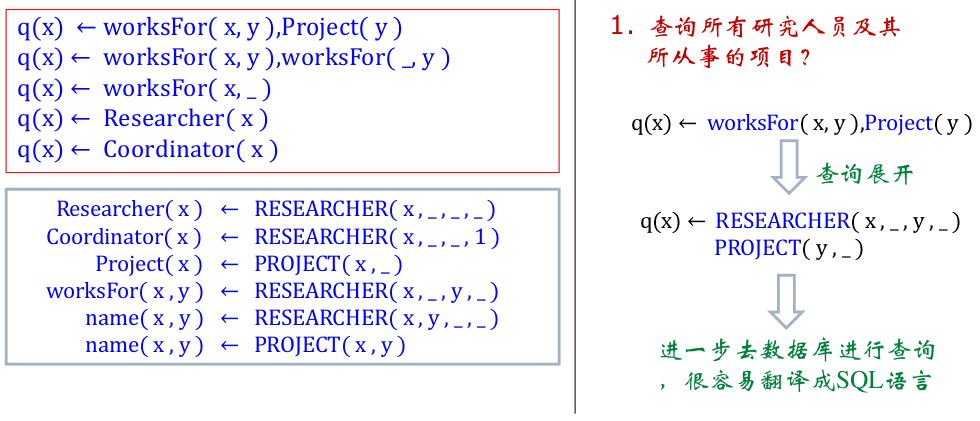 q(x) ← worksFor( x, y ),Project( y )
q(x) ← worksFor( x, y ),worksFor( _, y )
q(x) ← worksFor( x, _ )
q(x) ← Researcher( x )
q(x) ← Coordinator( x )
Researcher( x ) ← RESEARCHER( x , _ , _ , _ )
Coordinator( x ) ← RESEARCHER( x , _ , _ , 1 )
Project( x ) ← PROJECT( x , _ )
worksFor( x , y ) ← RESEARCHER( x , _ , y , _ )
name( x , y ) ← RESEARCHER( x , y , _ , _ )
name( x , y ) ← PROJECT( x , y )
1. 查询所有研究人员及其
所从事的项目?
q(x) ← worksFor( x, y ),Project( y )
查询展开
q(x) ← RESEARCHER( x , _ , y , _ )
PROJECT( y , _ )
进一步去数据库进行查询
，很容易翻译成SQL语言